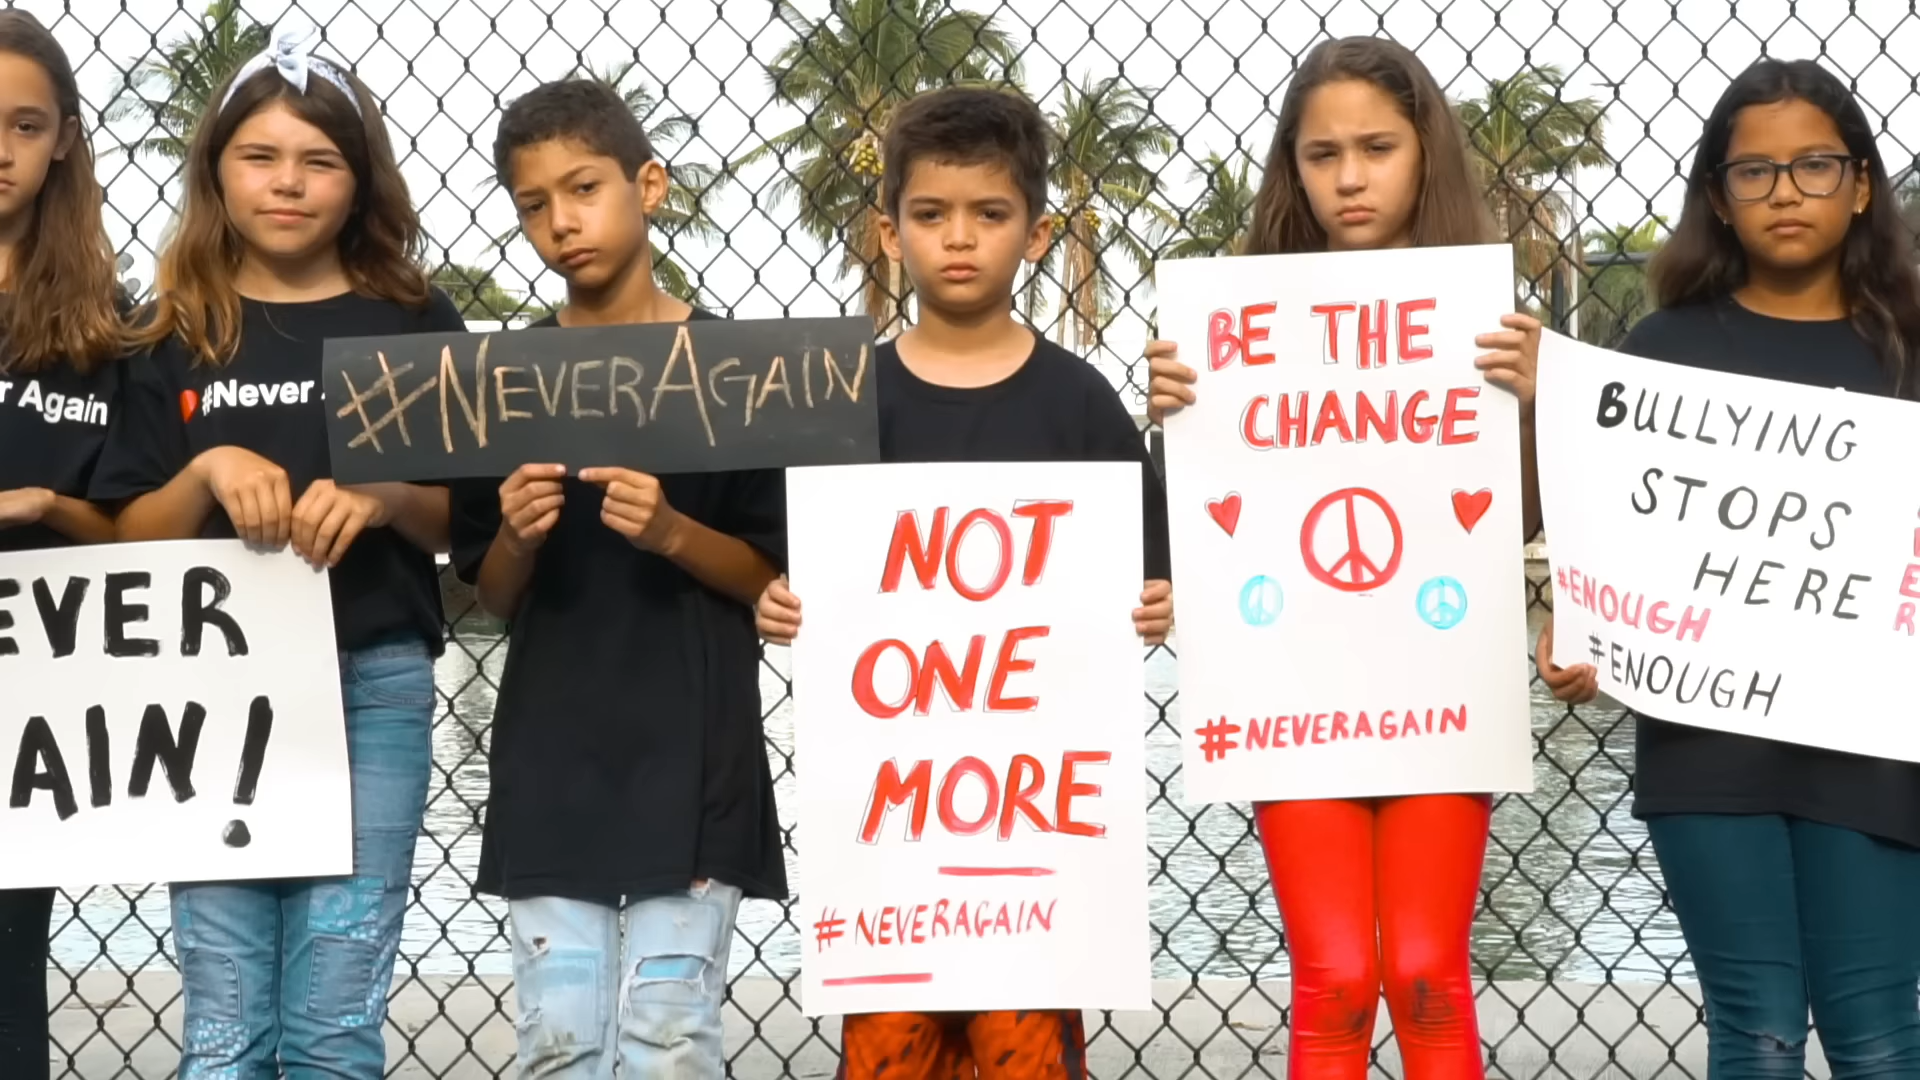 r Again
#Never
EVER
AIN!
#NEVERAGAIN
NOT
ONE
MORE
#NEVERAGAIN
BE THE
CHANGE
#NEVERAGAIN
BULLYING
STOPS
HERE
#ENOUGH
#ENOUGH